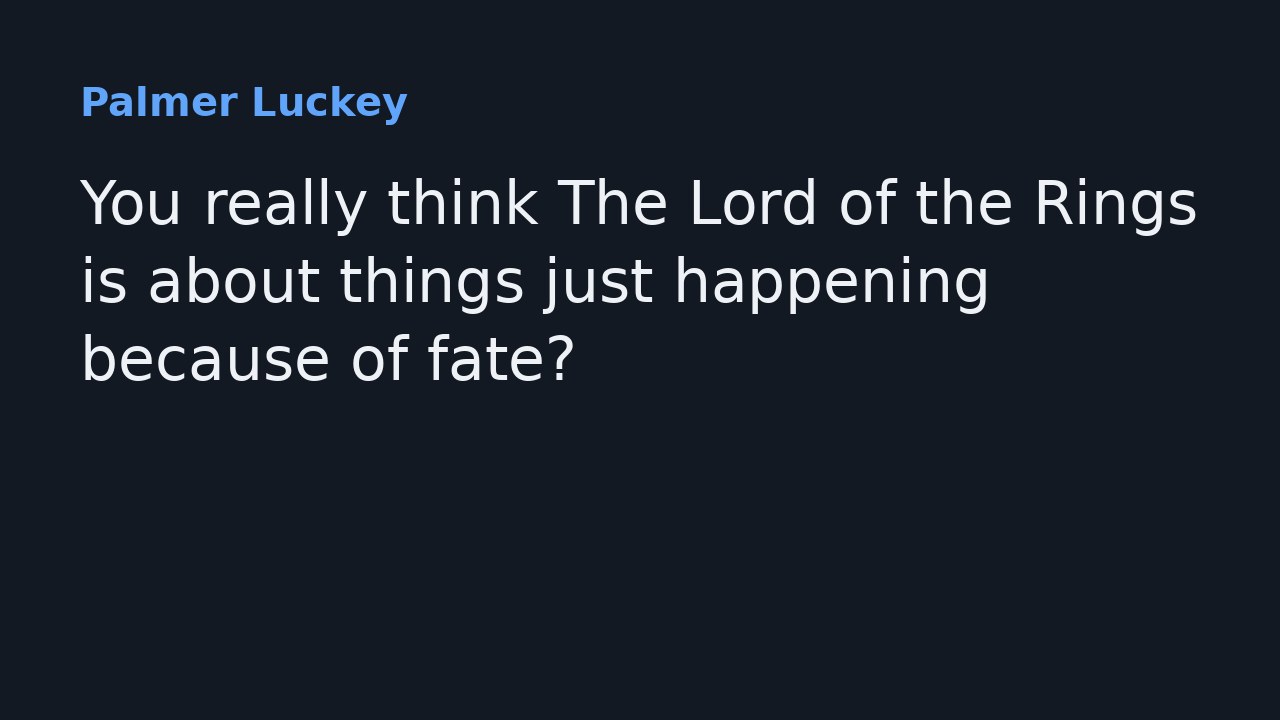 Palmer Luckey
You really think The Lord of the Rings
is about things just happening
because of fate?